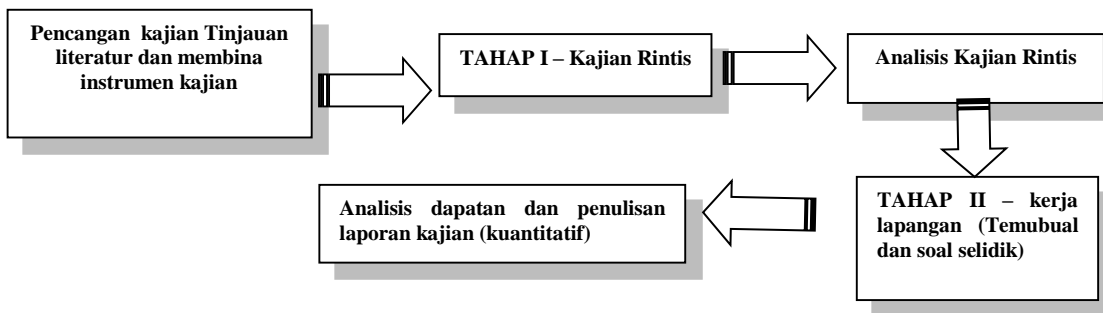 Pencangan kajian Tinjauan
literatur dan membina
instrumen kajian
TAHAP I – Kajian Rintis
Analisis Kajian Rintis
TAHAP II – kerja
lapangan (Temubual
dan soal selidik)
Analisis dapatan dan penulisan
laporan kajian (kuantitatif)